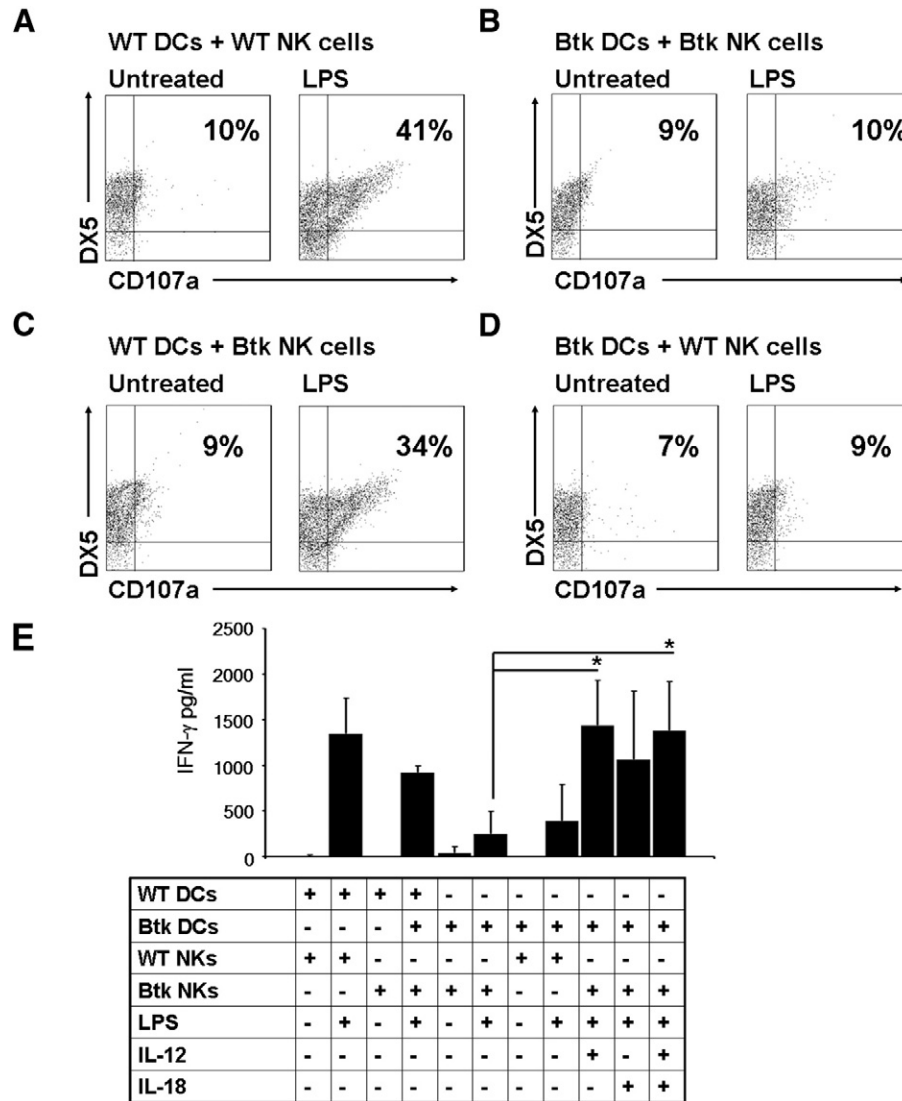 A
B
WT DCs + WT NK cells
Btk DCs + Btk NK cells
Untreated
LPS
Untreated
LPS
10%
41%
9%
10%
DX5
DX5
CD107a
CD107a
C
D
WT DCs + Btk NK cells
Btk DCs + WT NK cells
Untreated
LPS
Untreated
LPS
9%
34%
7%
9%
DX5
DX5
CD107a
CD107a
E
IFN-γ pg/ml
2500
2000
1500
1000
500
0
* *
WT DCs + + + + - - - - - - -
Btk DCs - - - + + + + + + + +
WT NKs + + - - - - + + - - -
Btk NKs - - + + + + - - + + +
LPS - + - + - + - + + + +
IL-12 - - - - - - - - + - +
IL-18 - - - - - - - - - + +